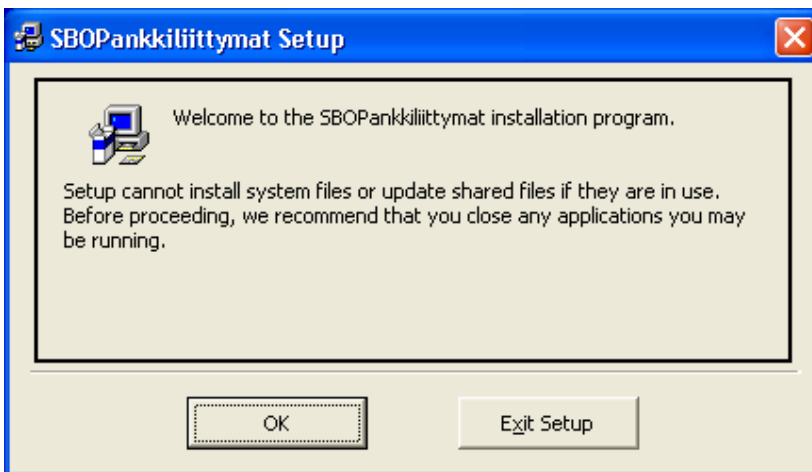 SBOPankkiliittymat Setup
Welcome to the SBOPankkiliittymat installation program.
Setup cannot install system files or update shared files if they are in use.
Before proceeding, we recommend that you close any applications you may
be running.
OK
Exit Setup